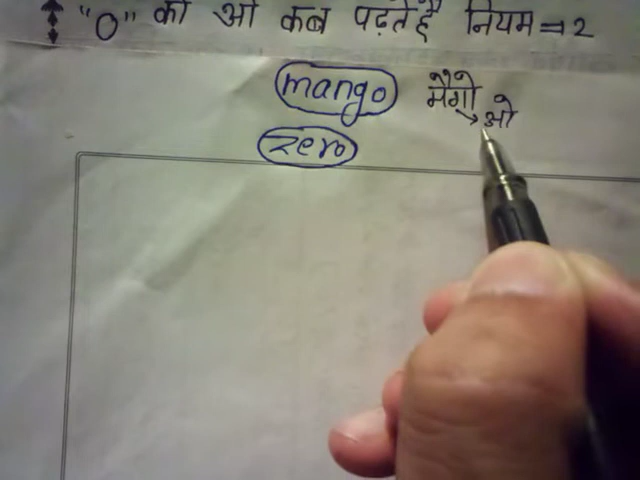 "O" को ओ कब पढ़ते हैं नियम = 2
mango मैंगो
→ ओ
zero